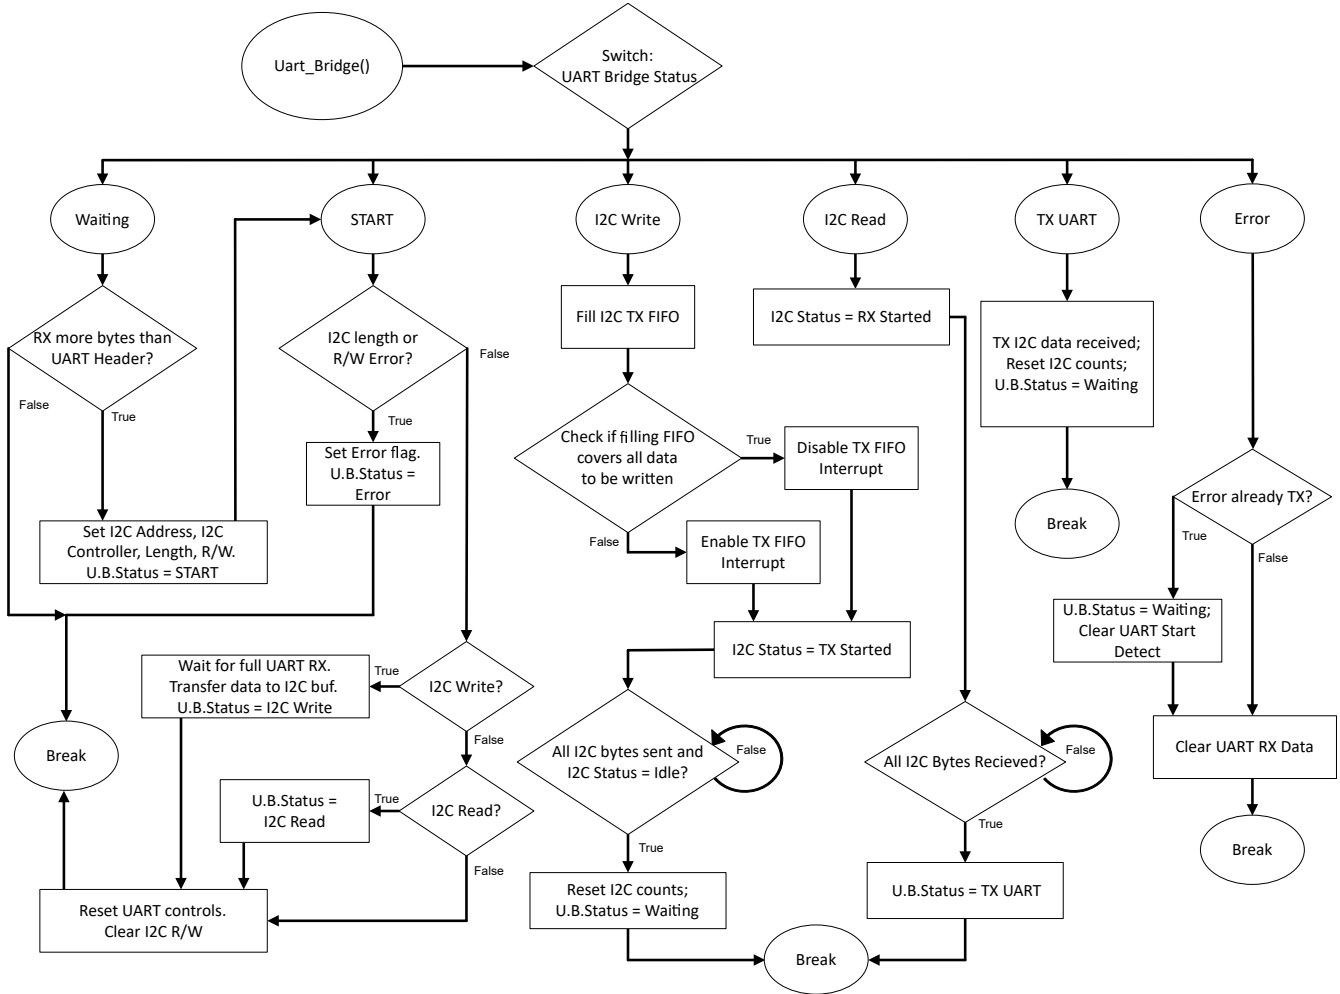 Uart_Bridge()
Switch:
UART Bridge Status
Waiting
START
I2C Write
I2C Read
TX UART
Error
RX more bytes than
UART Header?
False
True
Set I2C Address, I2C
Controller, Length, R/W.
U.B.Status = START
I2C length or
R/W Error?
False
True
Set Error flag.
U.B.Status =
Error
I2C Write?
True
False
Wait for full UART RX.
Transfer data to I2C buf.
U.B.Status = I2C Write
I2C Read?
True
False
U.B.Status =
I2C Read
Reset UART controls.
Clear I2C R/W
Break
Fill I2C TX FIFO
Check if filling FIFO
covers all data
to be written
True
False
Disable TX FIFO
Interrupt
Enable TX FIFO
Interrupt
I2C Status = TX Started
All I2C bytes sent and
I2C Status = Idle?
False
True
Reset I2C counts;
U.B.Status = Waiting
I2C Status = RX Started
All I2C Bytes Recieved?
False
True
U.B.Status = TX UART
Break
TX I2C data received;
Reset I2C counts;
U.B.Status = Waiting
Break
Error already TX?
True
False
U.B.Status = Waiting;
Clear UART Start
Detect
Clear UART RX Data
Break